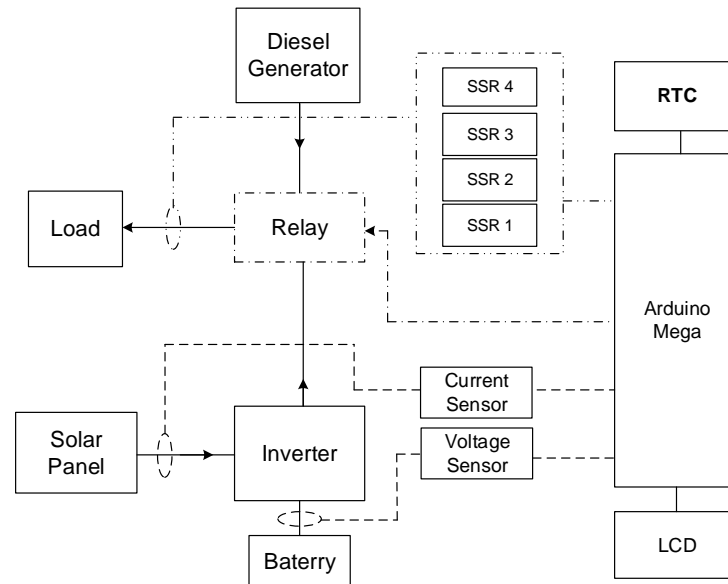 Diesel
Generator
SSR 4
SSR 3
SSR 2
SSR 1
RTC
Load
Relay
Arduino
Mega
Current
Sensor
Solar
Panel
Inverter
Voltage
Sensor
Baterry
LCD